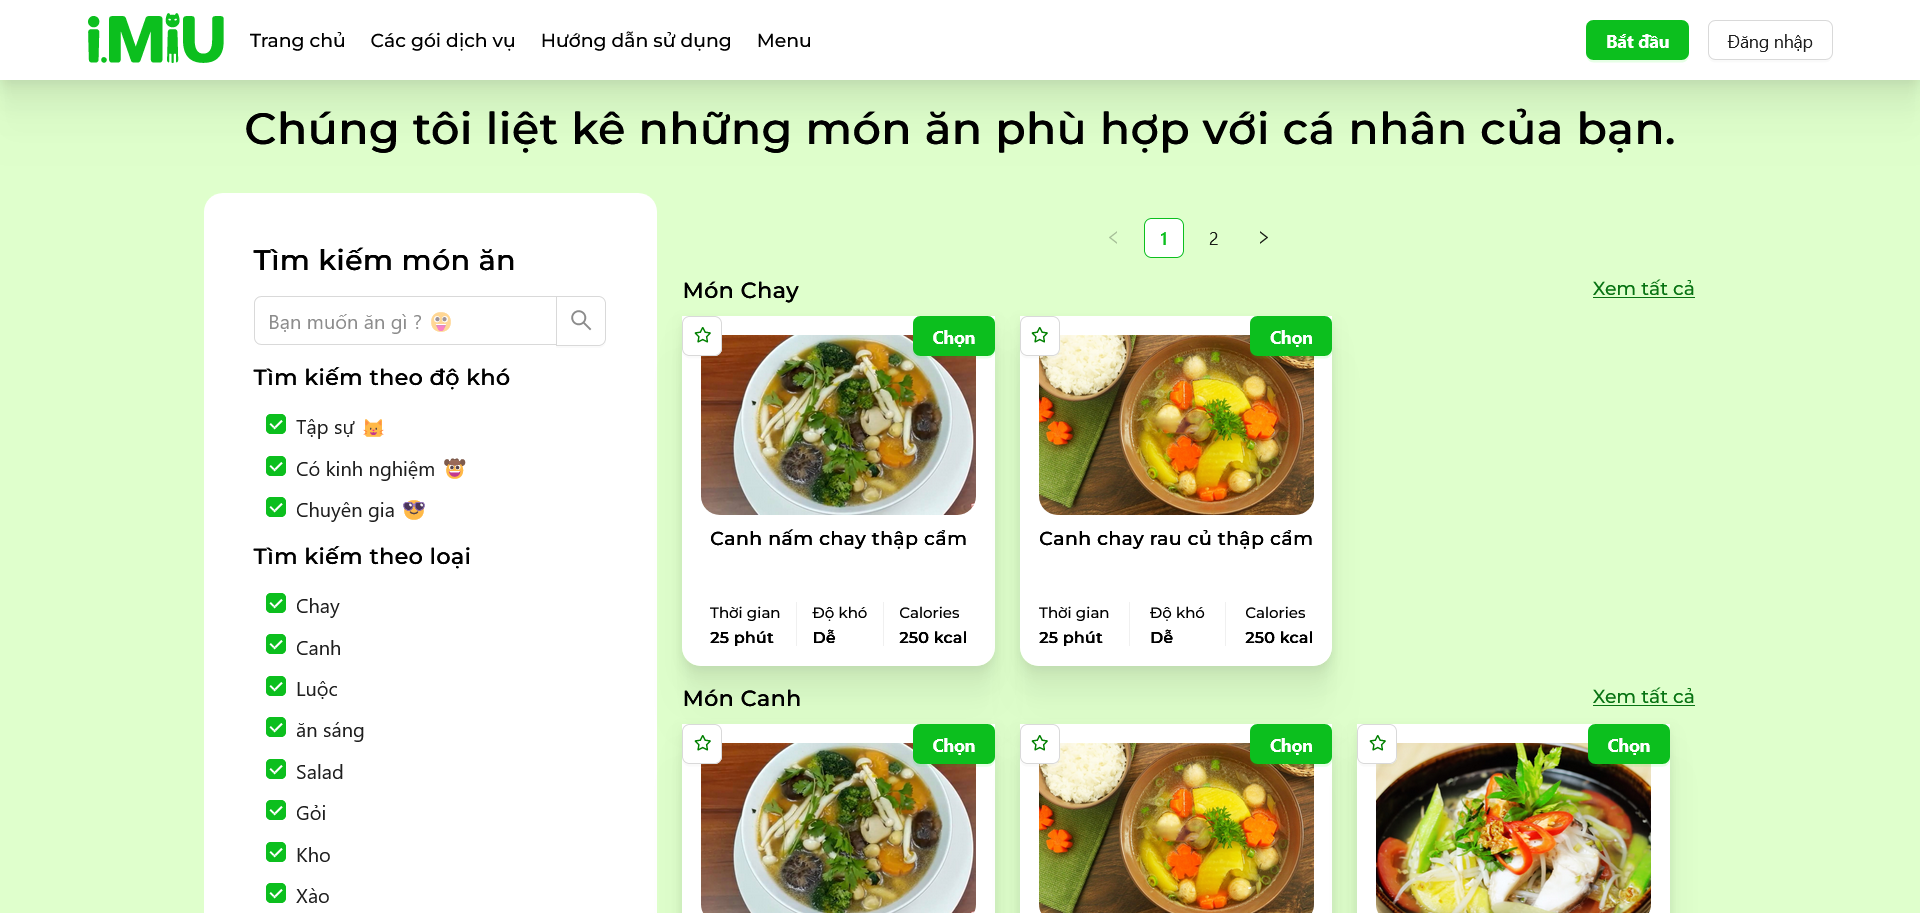 i.MiU
Trang chủ Các gói dịch vụ Hướng dẫn sử dụng Menu
Bắt đầu Đăng nhập
Chúng tôi liệt kê những món ăn phù hợp với cá nhân của bạn.
Tìm kiếm món ăn
Bạn muốn ăn gì ? 🤪
Tìm kiếm theo độ khó
Tập sự 😺
Có kinh nghiệm 🤠
Chuyên gia 😎
Tìm kiếm theo loại
Chay
Canh
Luộc
ăn sáng
Salad
Gỏi
Kho
Xào
1 2
Món Chay
Xem tất cả
Chọn
Canh nấm chay thập cẩm
Thời gian Độ khó Calories
25 phút Dễ 250 kcal
Chọn
Canh chay rau củ thập cẩm
Thời gian Độ khó Calories
25 phút Dễ 250 kcal
Món Canh
Xem tất cả
Chọn
Chọn
Chọn